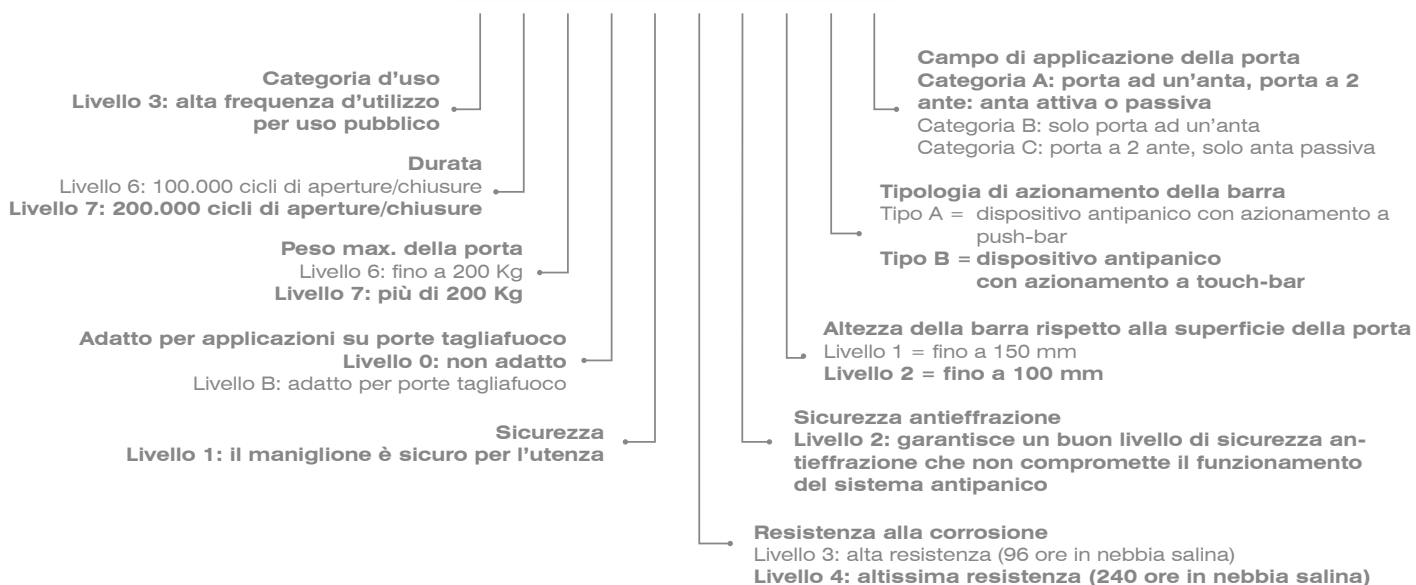 Categoria d’uso
Livello 3: alta frequenza d’utilizzo
per uso pubblico
Durata
Livello 6: 100.000 cicli di aperture/chiusure
Livello 7: 200.000 cicli di aperture/chiusure
Peso max. della porta
Livello 6: fino a 200 Kg
Livello 7: più di 200 Kg
Adatto per applicazioni su porte tagliafuoco
Livello 0: non adatto
Livello B: adatto per porte tagliafuoco
Sicurezza
Livello 1: il maniglione è sicuro per l’utenza
Campo di applicazione della porta
Categoria A: porta ad un’anta, porta a 2
ante: anta attiva o passiva
Categoria B: solo porta ad un’anta
Categoria C: porta a 2 ante, solo anta passiva
Tipologia di azionamento della barra
Tipo A = dispositivo antipanico con azionamento a
push-bar
Tipo B = dispositivo antipanico
con azionamento a touch-bar
Altezza della barra rispetto alla superficie della porta
Livello 1 = fino a 150 mm
Livello 2 = fino a 100 mm
Sicurezza antieffrazione
Livello 2: garantisce un buon livello di sicurezza an-
tieffrazione che non compromette il funzionamento
del sistema antipanico
Resistenza alla corrosione
Livello 3: alta resistenza (96 ore in nebbia salina)
Livello 4: altissima resistenza (240 ore in nebbia salina)